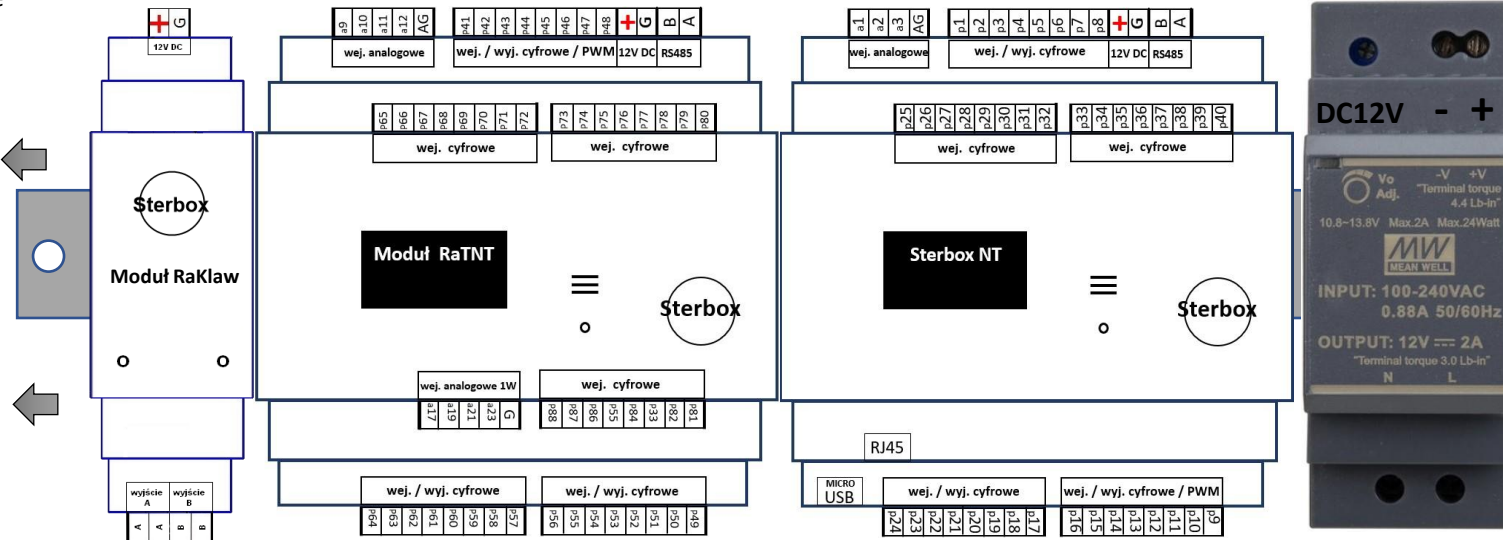 + G
12V DC
Sterbox
Moduł RaKlaw
O O
wyjście A wyjście B
A A B B
a9 a10 a11 a12 AG
wej. analogowe
p41 p42 p43 p44 p45 p46 p47 p48 + G B A
wej. / wyj. cyfrowe / PWM 12V DC RS485
p65 p66 p67 p68 p69 p70 p71 p72
wej. cyfrowe
p73 p74 p75 p76 p77 p78 p79 p80
wej. cyfrowe
Moduł RaTNT
Sterbox
wej. analogowe 1W
a17 a19 a21 a23 G
wej. cyfrowe
p88 p87 p86 p55 p84 p33 p82 p81
wej. / wyj. cyfrowe
p64 p63 p62 p61 p60 p59 p58 p57
wej. / wyj. cyfrowe
p56 p55 p54 p53 p52 p51 p50 p49
a1 a2 a3 AG
wej. analogowe
p1 p2 p3 p4 p5 p6 p7 p8 + G B A
wej. / wyj. cyfrowe 12V DC RS485
p25 p26 p27 p28 p29 p30 p31 p32
wej. cyfrowe
p33 p34 p35 p36 p37 p38 p39 p40
wej. cyfrowe
Sterbox NT
Sterbox
RJ45
MICRO
USB
wej. / wyj. cyfrowe
p24 p23 p22 p21 p20 p19 p18 p17
wej. / wyj. cyfrowe / PWM
p16 p15 p14 p13 p12 p11 p10 p9
DC12V - +
Vo Adj.
-V +V
"Terminal torque
4.4 Lb-in"
10.8~13.8V Max.2A Max.24Watt
MW
MEAN WELL
INPUT: 100-240VAC
0.88A 50/60Hz
OUTPUT: 12V ⎓ 2A
"Terminal torque 3.0 Lb-in"
N L